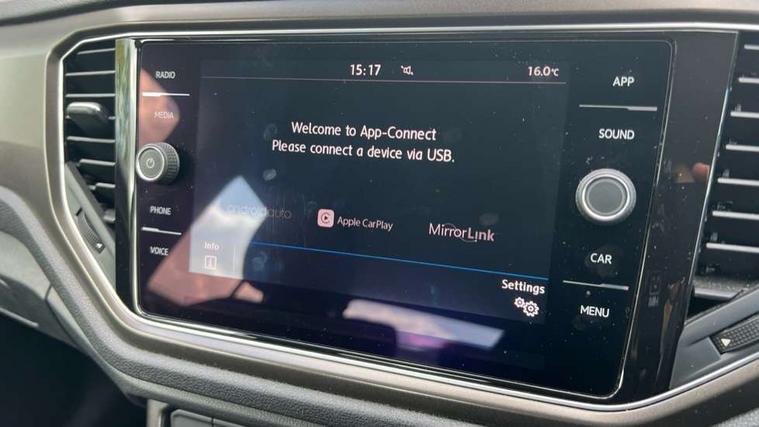 RADIO
MEDIA
PHONE
VOICE
15:17
16.0°C
Welcome to App-Connect
Please connect a device via USB.
androidauto
Apple CarPlay
MirrorLink
Info
Settings
APP
SOUND
CAR
MENU